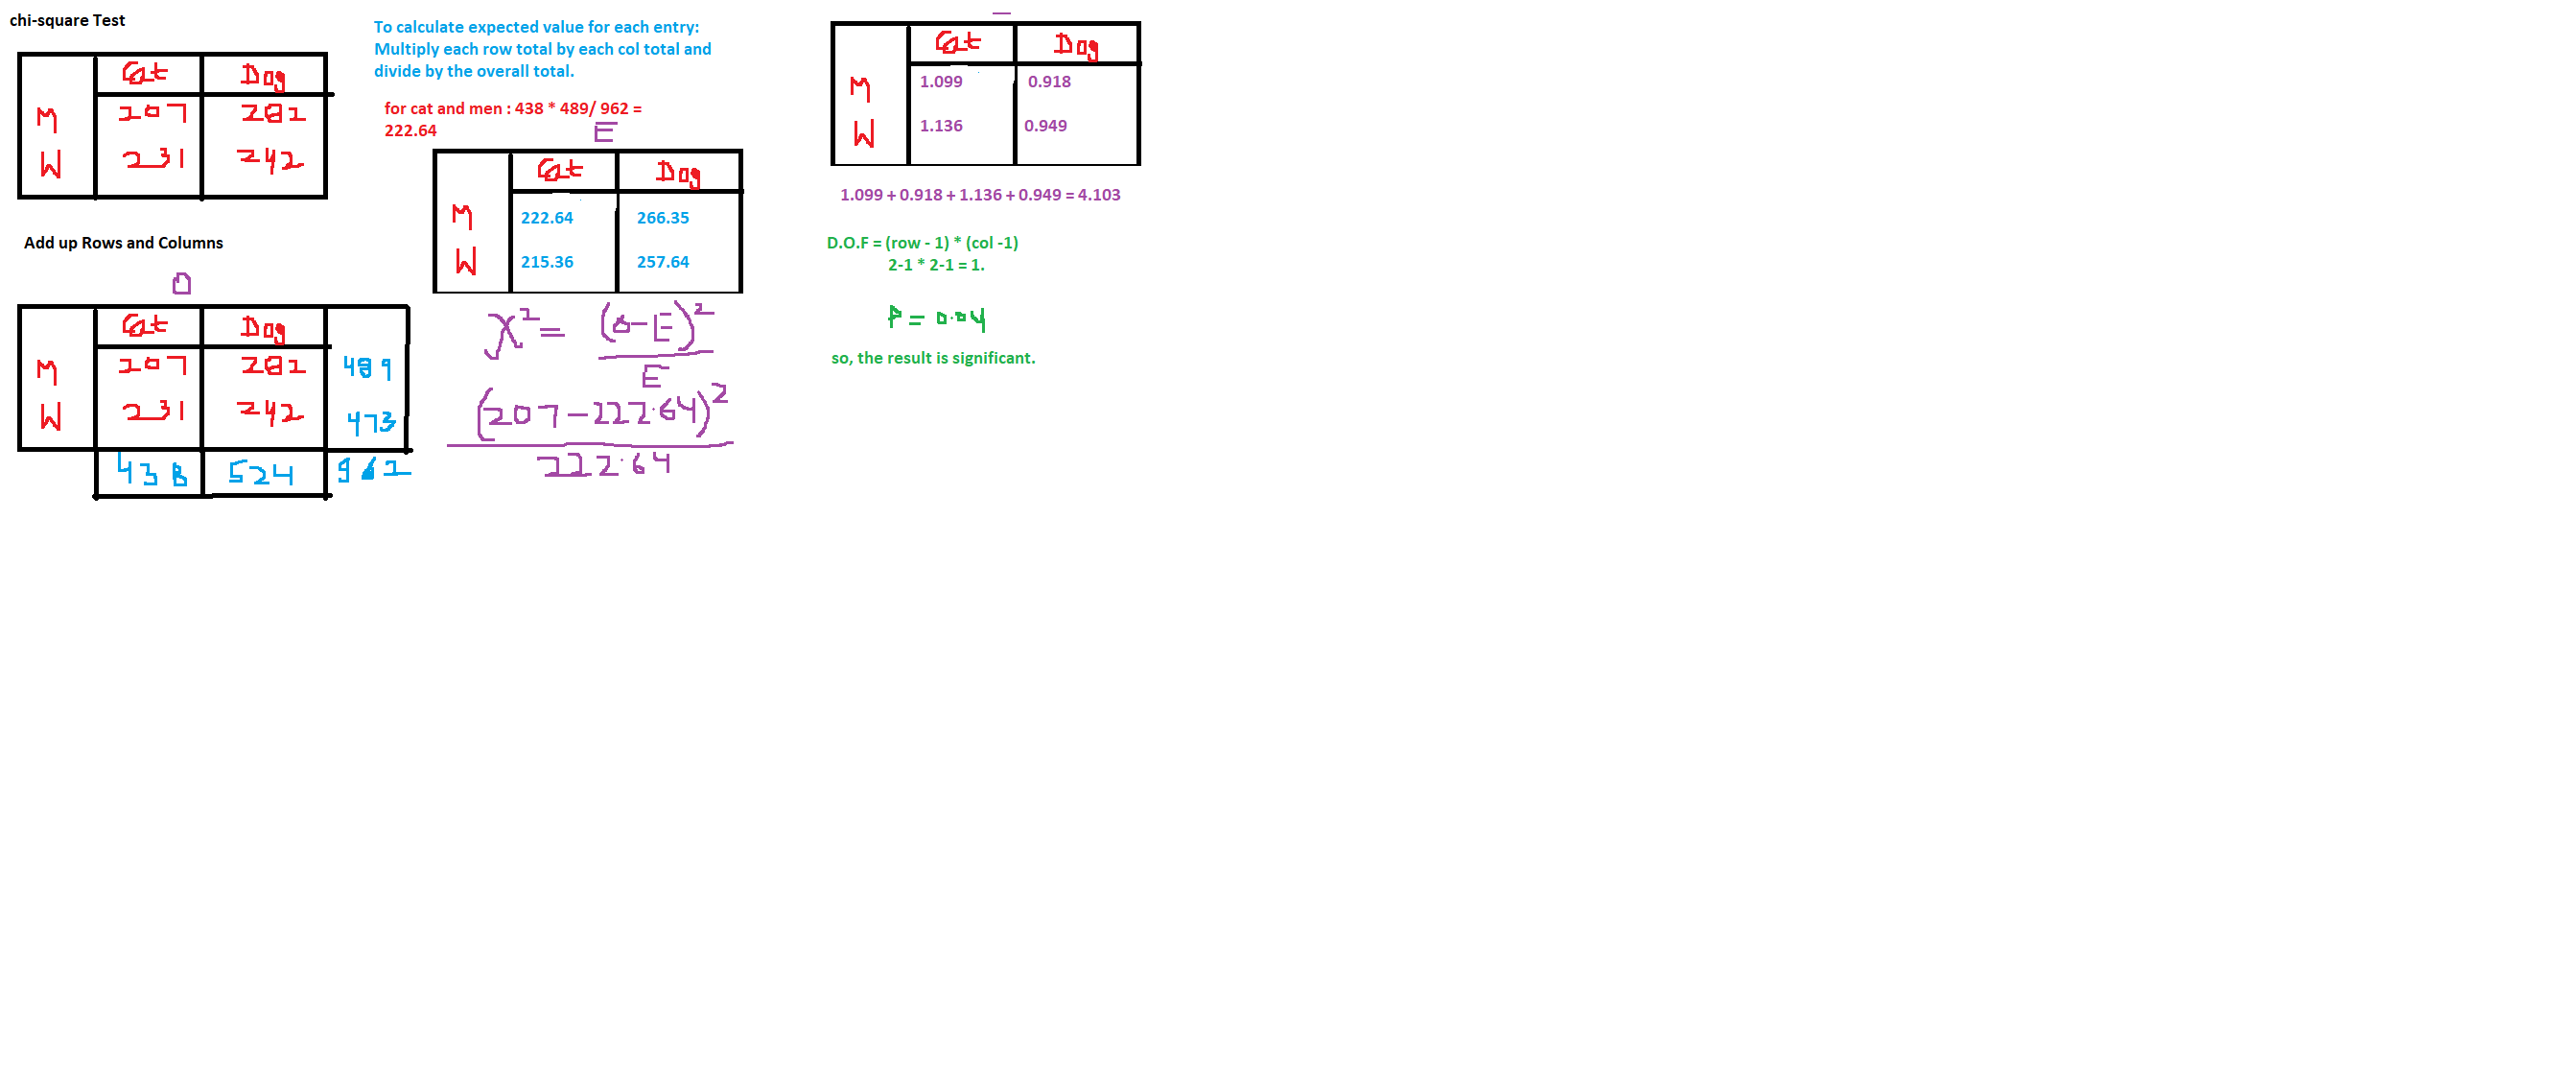 chi-square Test
Cat Dog
M 207 282
W 231 242
Add up Rows and Columns
O
Cat Dog
M 207 282 489
W 231 242 473
438 524 962
To calculate expected value for each entry:
Multiply each row total by each col total and
divide by the overall total.
for cat and men : 438 * 489/ 962 =
222.64
E
Cat Dog
M 222.64 266.35
W 215.36 257.64
X² = (O-E)²
E
(207-222.64)²
222.64
Cat Dog
M 1.099 0.918
W 1.136 0.949
1.099 + 0.918 + 1.136 + 0.949 = 4.103
D.O.F = (row - 1) * (col -1)
2-1 * 2-1 = 1.
P = 0.04
so, the result is significant.